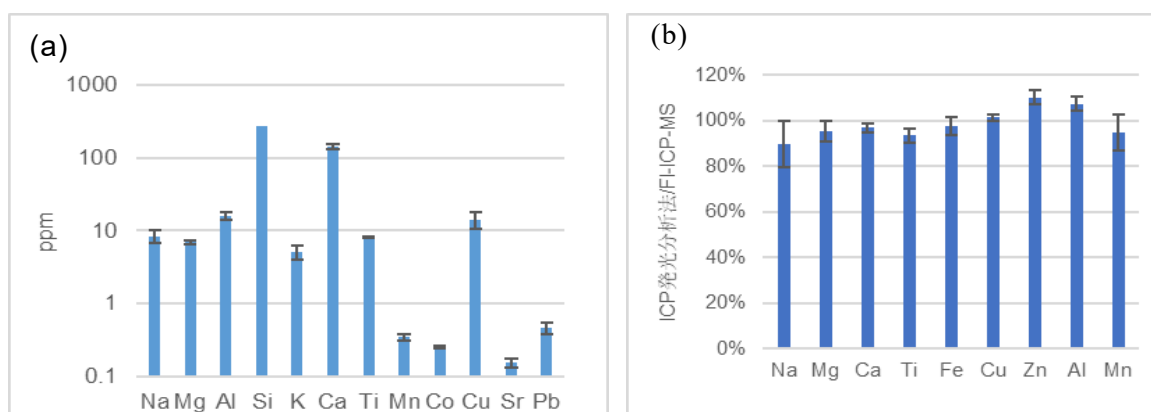 (a)
1000
100
10
1
0.1
ppm
Na Mg Al Si K Ca Ti Mn Co Cu Sr Pb
(b)
120%
100%
80%
60%
40%
20%
0%
ICP発光分析法/FI-ICP-MS
Na Mg Ca Ti Fe Cu Zn Al Mn